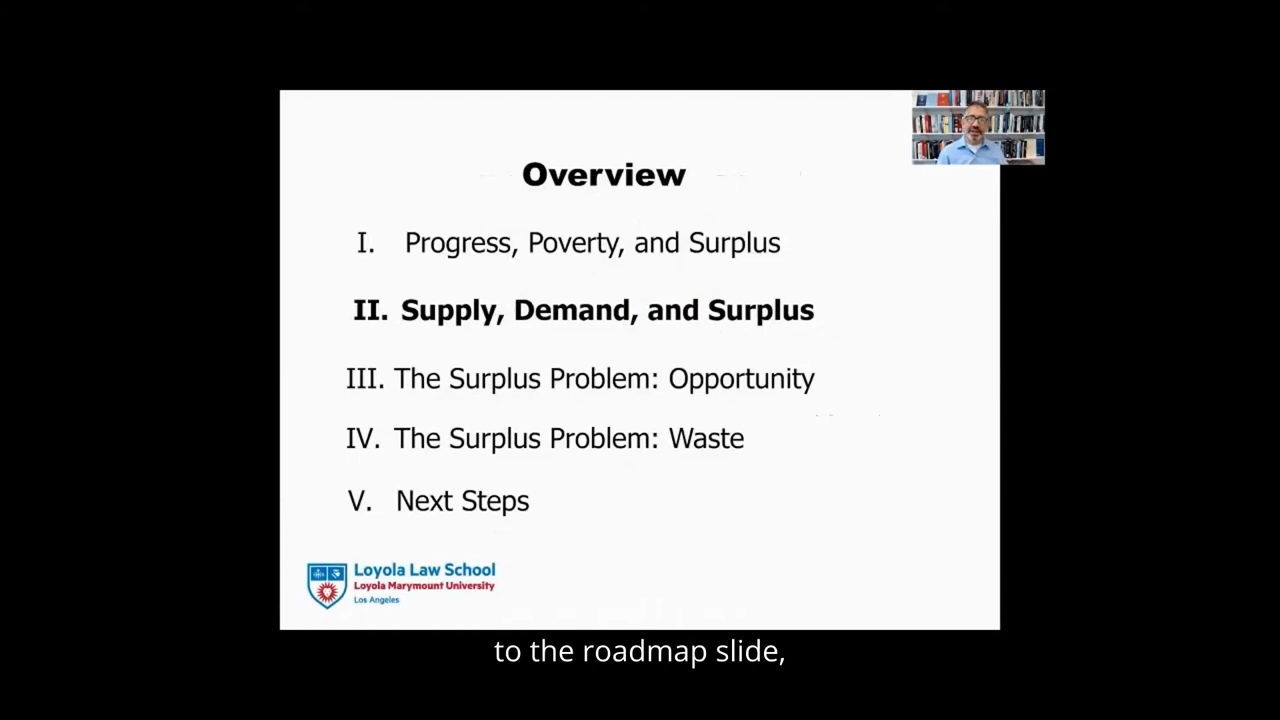 Overview
I. Progress, Poverty, and Surplus
II. Supply, Demand, and Surplus
III. The Surplus Problem: Opportunity
IV. The Surplus Problem: Waste
V. Next Steps
Loyola Law School
Loyola Marymount University
Los Angeles
to the roadmap slide,